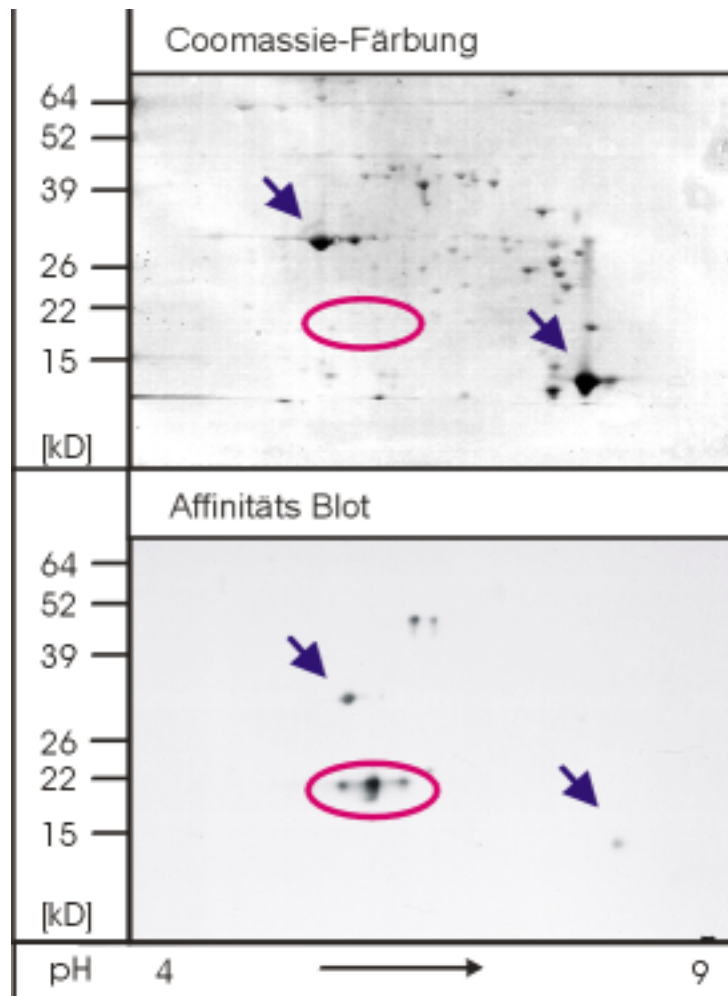 Coomassie-Färbung
64
52
39
26
22
15
[kD]
Affinitäts Blot
64
52
39
26
22
15
[kD]
pH 4 9